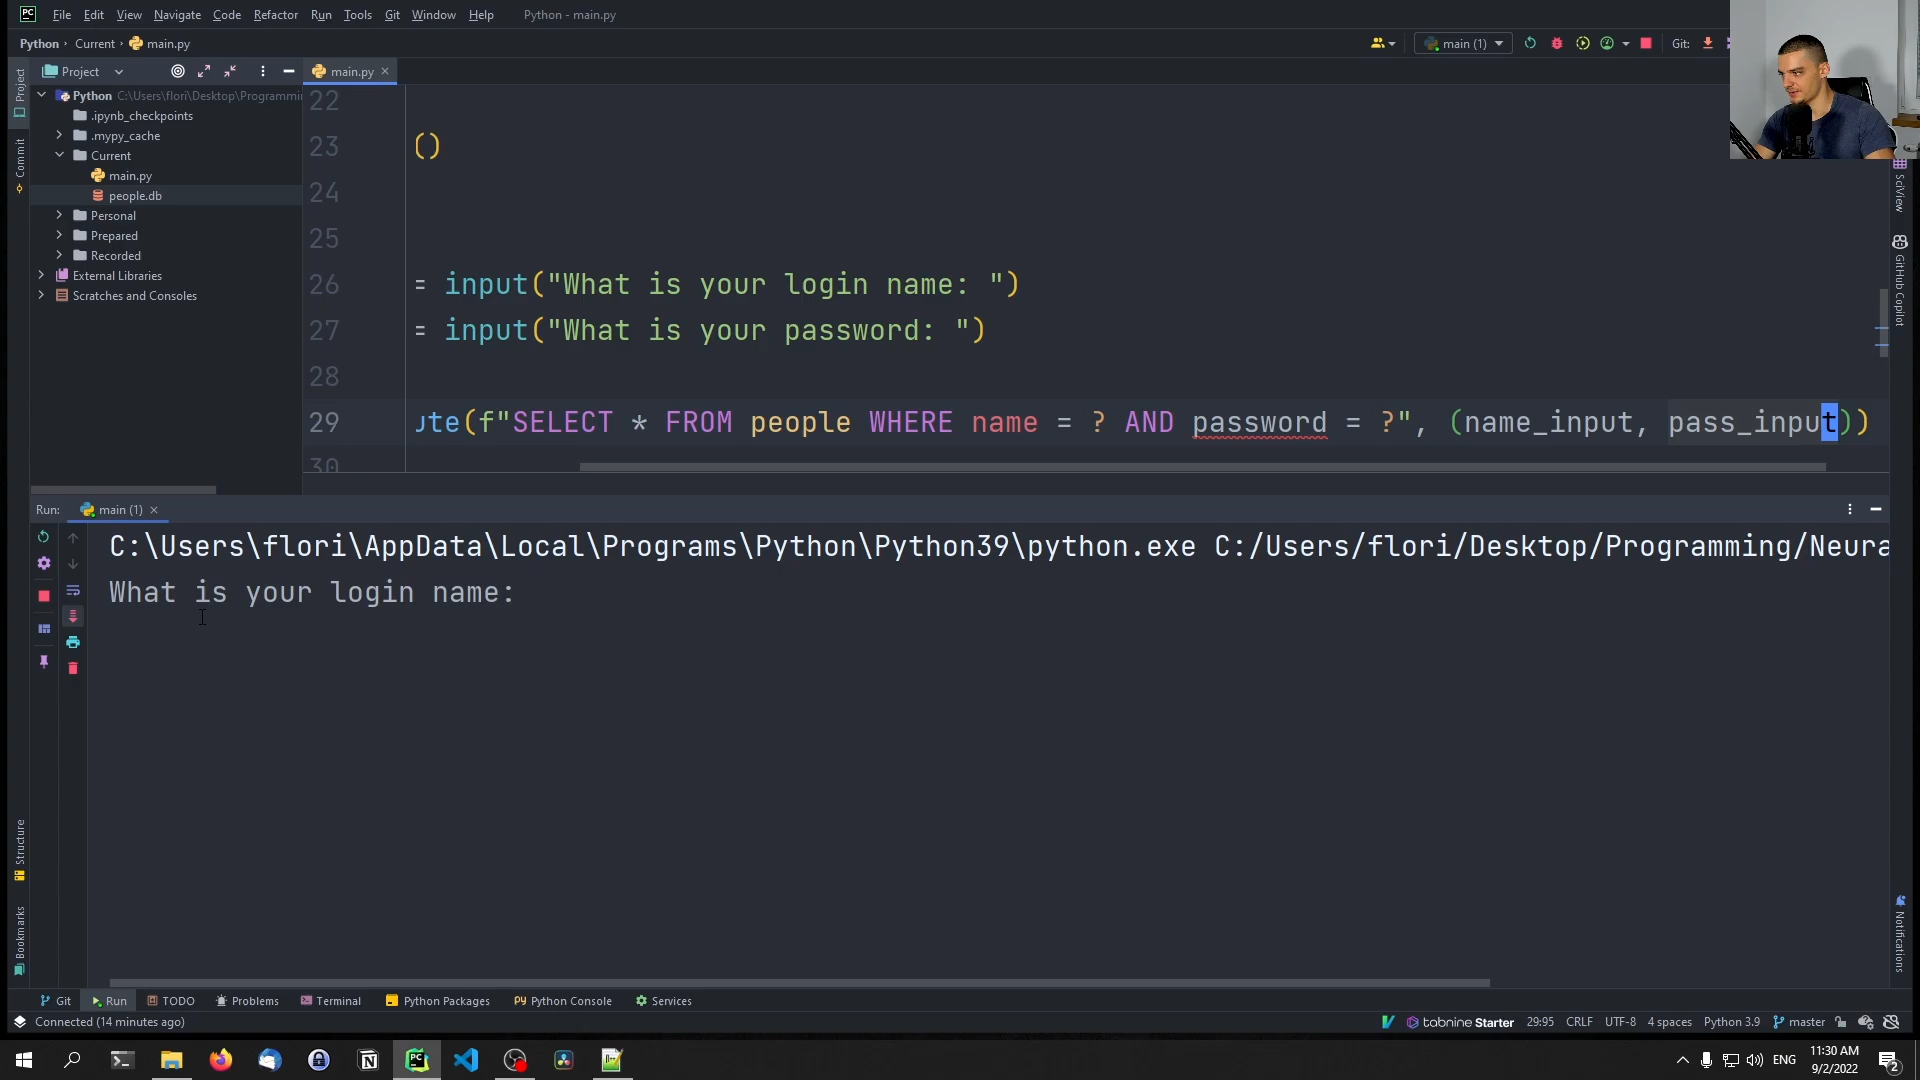 PC File Edit View Navigate Code Refactor Run Tools Git Window Help Python - main.py
Python Current main.py
main (1) Git:
Project
main.py
Python C:\Users\flori\Desktop\Programmi
.ipynb_checkpoints
.mypy_cache
Current
main.py
people.db
Personal
Prepared
Recorded
External Libraries
Scratches and Consoles
22
23 ()
24
25
26 = input("What is your login name: ")
27 = input("What is your password: ")
28
29 ute(f"SELECT * FROM people WHERE name = ? AND password = ?", (name_input, pass_input))
30
Project
Commit
SciView
GitHub Copilot
Run: main (1)
C:\Users\flori\AppData\Local\Programs\Python\Python39\python.exe C:/Users/flori/Desktop/Programming/Neura
What is your login name:
Structure
Bookmarks
Notifications
Git Run TODO Problems Terminal Python Packages Python Console Services
Connected (14 minutes ago) tabnine Starter 29:95 CRLF UTF-8 4 spaces Python 3.9 master
PC ENG 11:30 AM
9/2/2022 2